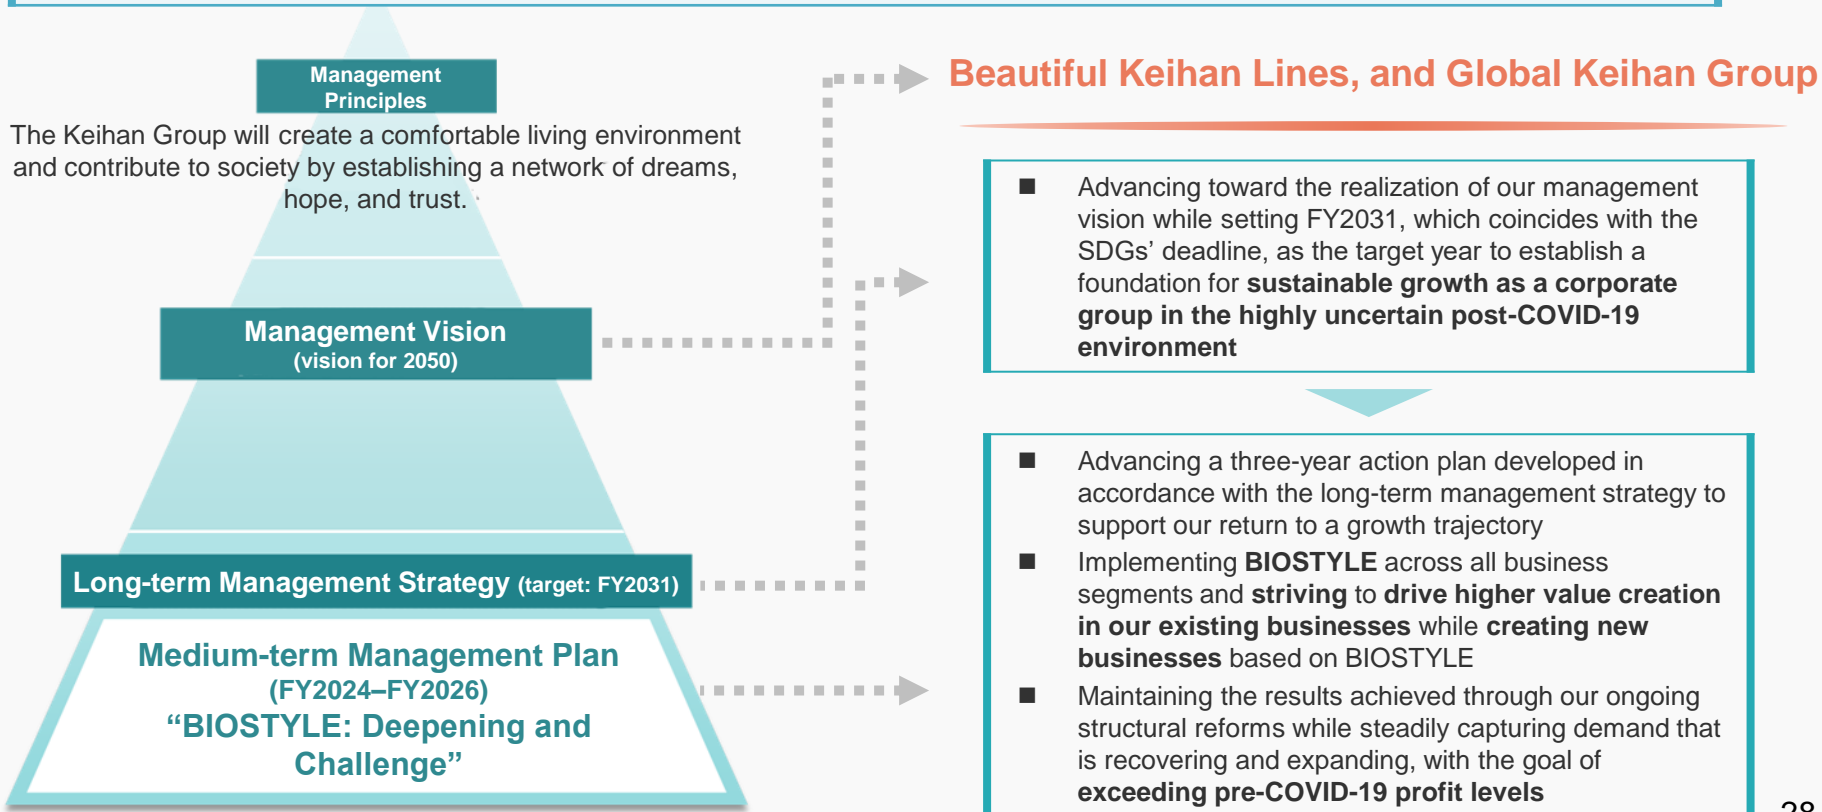 Management
Principles
The Keihan Group will create a comfortable living environment
and contribute to society by establishing a network of dreams,
hope, and trust.
Management Vision
(vision for 2050)
Long-term Management Strategy (target: FY2031)
Medium-term Management Plan
(FY2024–FY2026)
“BIOSTYLE: Deepening and
Challenge”
Beautiful Keihan Lines, and Global Keihan Group
■ Advancing toward the realization of our management
vision while setting FY2031, which coincides with the
SDGs’ deadline, as the target year to establish a
foundation for sustainable growth as a corporate
group in the highly uncertain post-COVID-19
environment
■ Advancing a three-year action plan developed in
accordance with the long-term management strategy to
support our return to a growth trajectory
■ Implementing BIOSTYLE across all business
segments and striving to drive higher value creation
in our existing businesses while creating new
businesses based on BIOSTYLE
■ Maintaining the results achieved through our ongoing
structural reforms while steadily capturing demand that
is recovering and expanding, with the goal of
exceeding pre-COVID-19 profit levels